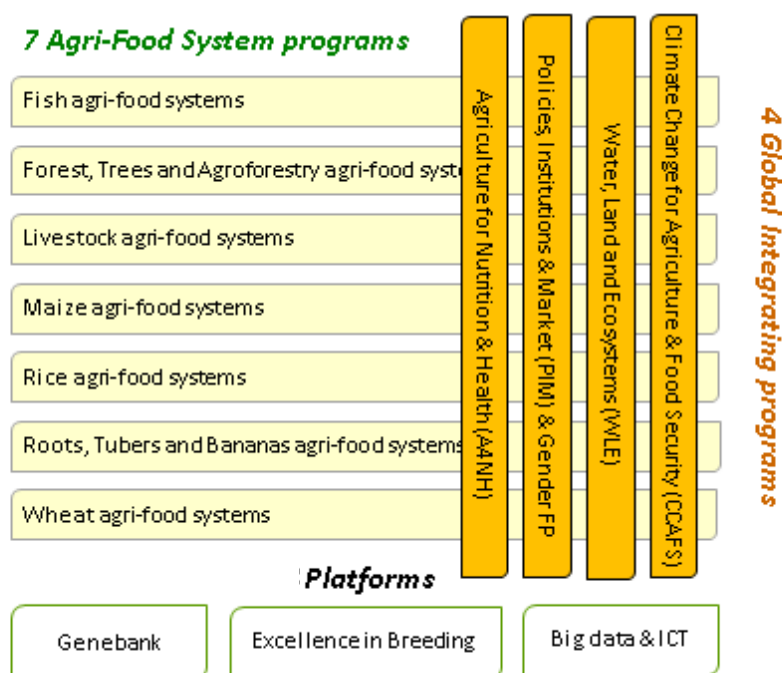 7 Agri-Food System programs
Fish agri-food systems
Forest, Trees and Agroforestry agri-food syste
Livestock agri-food systems
Maize agri-food systems
Rice agri-food systems
Roots, Tubers and Bananas agri-food systems
Wheat agri-food systems
Agriculture for Nutrition & Health (A4NH)
Policies, Institutions & Market (PIM) & Gender FP
Water, Land and Ecosystems (WLE)
Climate Change for Agriculture & Food Security (CCAFS)
4 Global Integrating programs
Platforms
Genebank
Excellence in Breeding
Big data & ICT